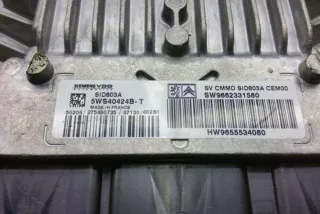 SIEMENS VDO
SID803A
5WS40424B-T
MADE IN FRANCE
SV CMMO SID803A CEM00
SW9662331580
HW9655534080